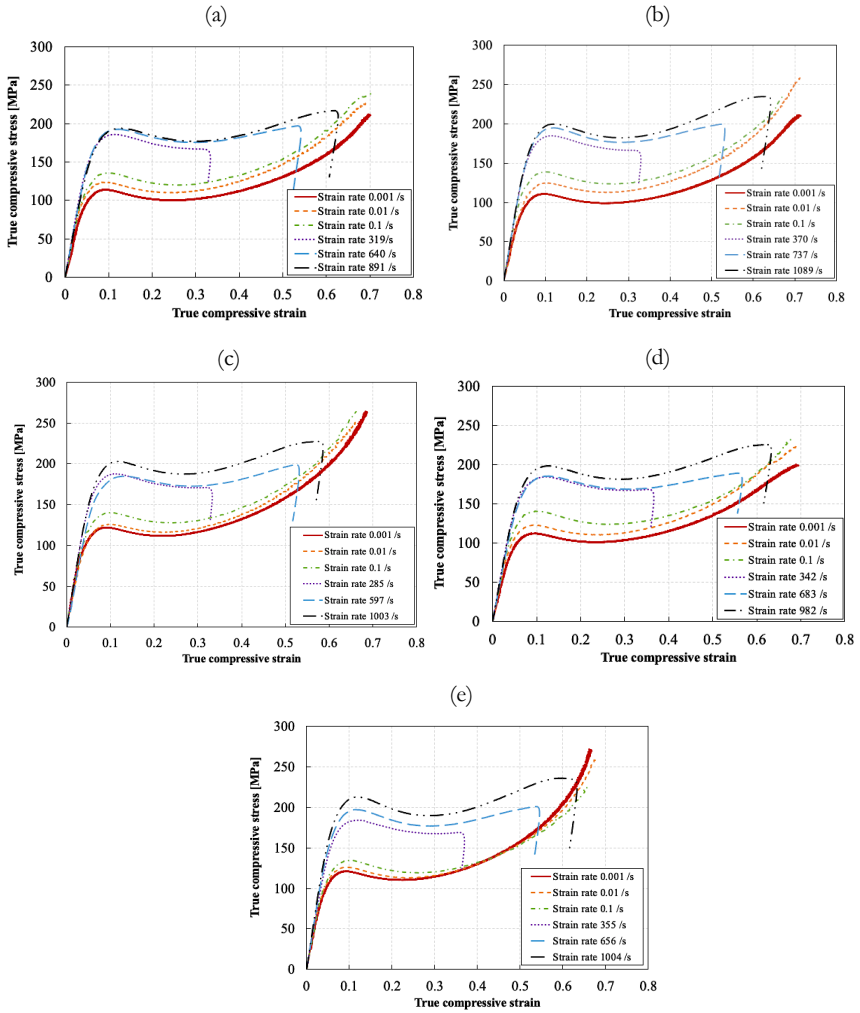 (a)
True compressive stress [MPa]
300
250
200
150
100
50
0
Strain rate 0.001 /s
Strain rate 0.01 /s
Strain rate 0.1 /s
Strain rate 319/s
Strain rate 640 /s
Strain rate 891 /s
0 0.1 0.2 0.3 0.4 0.5 0.6 0.7 0.8
True compressive strain
(b)
True compressive stress [MPa]
300
250
200
150
100
50
0
Strain rate 0.001 /s
Strain rate 0.01 /s
Strain rate 0.1 /s
Strain rate 370 /s
Strain rate 737 /s
Strain rate 1089 /s
0 0.1 0.2 0.3 0.4 0.5 0.6 0.7 0.8
True compressive strain
(c)
True compressive stress [MPa]
300
250
200
150
100
50
0
Strain rate 0.001 /s
Strain rate 0.01 /s
Strain rate 0.1 /s
Strain rate 285 /s
Strain rate 597 /s
Strain rate 1003 /s
0 0.1 0.2 0.3 0.4 0.5 0.6 0.7 0.8
True compressive strain
(d)
True compressive stress [MPa]
300
250
200
150
100
50
0
Strain rate 0.001 /s
Strain rate 0.01 /s
Strain rate 0.1 /s
Strain rate 342 /s
Strain rate 683 /s
Strain rate 982 /s
0 0.1 0.2 0.3 0.4 0.5 0.6 0.7 0.8
True compressive strain
(e)
True compressive stress [MPa]
300
250
200
150
100
50
0
Strain rate 0.001 /s
Strain rate 0.01 /s
Strain rate 0.1 /s
Strain rate 355 /s
Strain rate 656 /s
Strain rate 1004 /s
0 0.1 0.2 0.3 0.4 0.5 0.6 0.7 0.8
True compressive strain